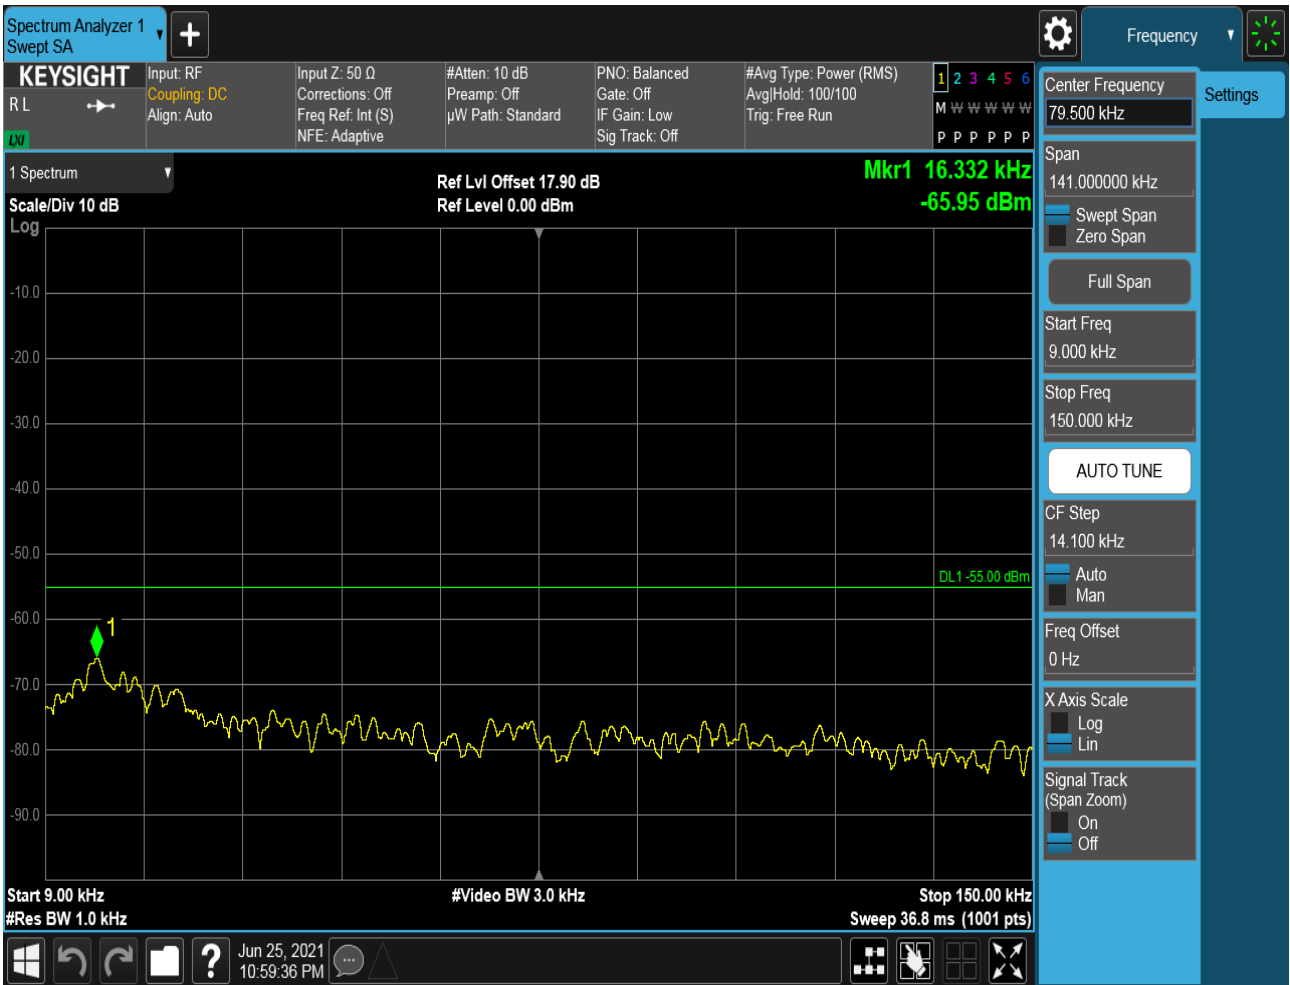 Spectrum Analyzer 1
Swept SA
Frequency
KEYSIGHT
R L
LXI
Input: RF
Coupling: DC
Align: Auto
Input Z: 50 Ω
Corrections: Off
Freq Ref: Int (S)
NFE: Adaptive
#Atten: 10 dB
Preamp: Off
µW Path: Standard
PNO: Balanced
Gate: Off
IF Gain: Low
Sig Track: Off
#Avg Type: Power (RMS)
Avg|Hold: 100/100
Trig: Free Run
1 2 3 4 5 6
M W W W W W
P P P P P P
1 Spectrum
Scale/Div 10 dB
Log
Ref Lvl Offset 17.90 dB
Ref Level 0.00 dBm
Mkr1 16.332 kHz
-65.95 dBm
-10.0
-20.0
-30.0
-40.0
-50.0
DL1 -55.00 dBm
-60.0
1
-70.0
-80.0
-90.0
Start 9.00 kHz
#Video BW 3.0 kHz
Stop 150.00 kHz
#Res BW 1.0 kHz
Sweep 36.8 ms (1001 pts)
?
Jun 25, 2021
10:59:36 PM
Center Frequency
79.500 kHz
Settings
Span
141.000000 kHz
Swept Span
Zero Span
Full Span
Start Freq
9.000 kHz
Stop Freq
150.000 kHz
AUTO TUNE
CF Step
14.100 kHz
Auto
Man
Freq Offset
0 Hz
X Axis Scale
Log
Lin
Signal Track
(Span Zoom)
On
Off